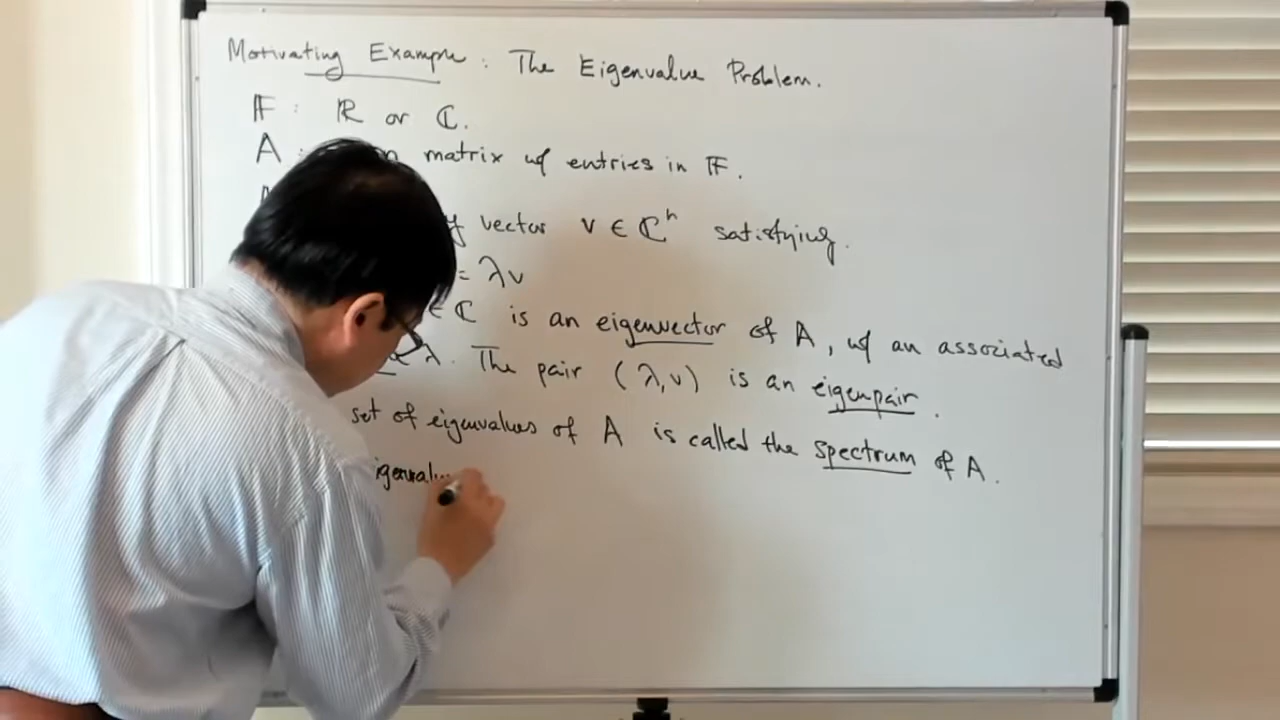 Motivating Example : The Eigenvalue Problem.
𝔽 : ℝ or ℂ.
A : matrix w/ entries in 𝔽.
vector v ∈ ℂⁿ satisfying.
= λv
∈ ℂ is an eigenvector of A, w/ an associated
λ. The pair (λ,v) is an eigenpair.
set of eigenvalues of A is called the spectrum of A.